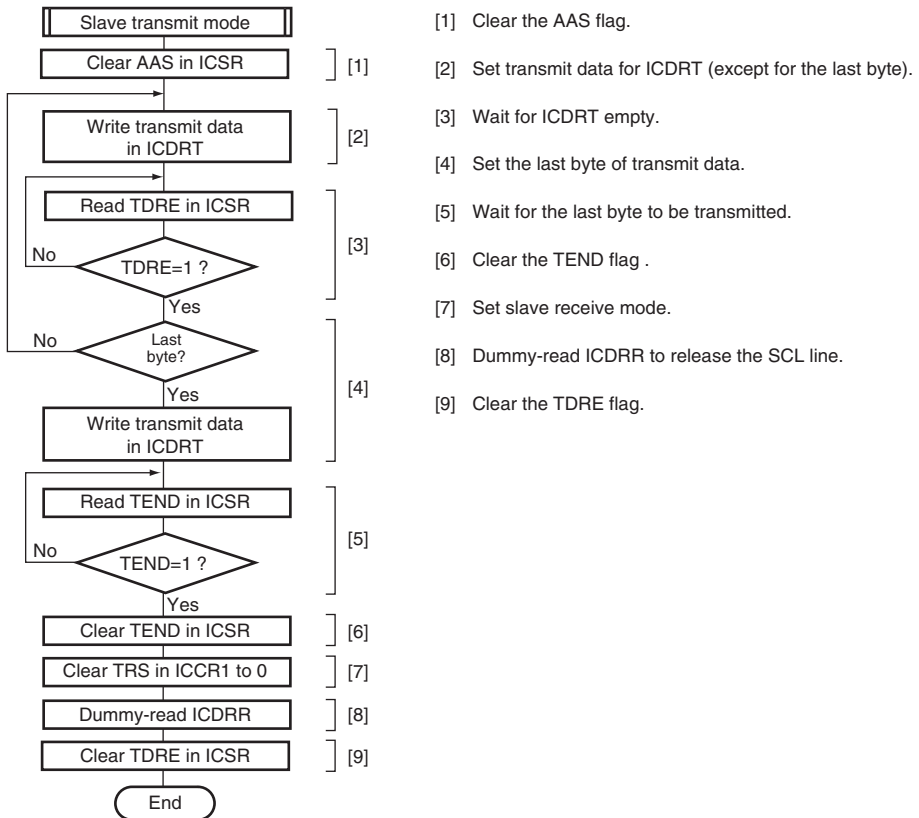 Slave transmit mode
Clear AAS in ICSR
[1]
Write transmit data
in ICDRT
[2]
Read TDRE in ICSR
No
TDRE=1 ?
[3]
Yes
No
Last
byte?
Yes
[4]
Write transmit data
in ICDRT
Read TEND in ICSR
No
TEND=1 ?
[5]
Yes
Clear TEND in ICSR
[6]
Clear TRS in ICCR1 to 0
[7]
Dummy-read ICDRR
[8]
Clear TDRE in ICSR
[9]
End
[1] Clear the AAS flag.
[2] Set transmit data for ICDRT (except for the last byte).
[3] Wait for ICDRT empty.
[4] Set the last byte of transmit data.
[5] Wait for the last byte to be transmitted.
[6] Clear the TEND flag .
[7] Set slave receive mode.
[8] Dummy-read ICDRR to release the SCL line.
[9] Clear the TDRE flag.